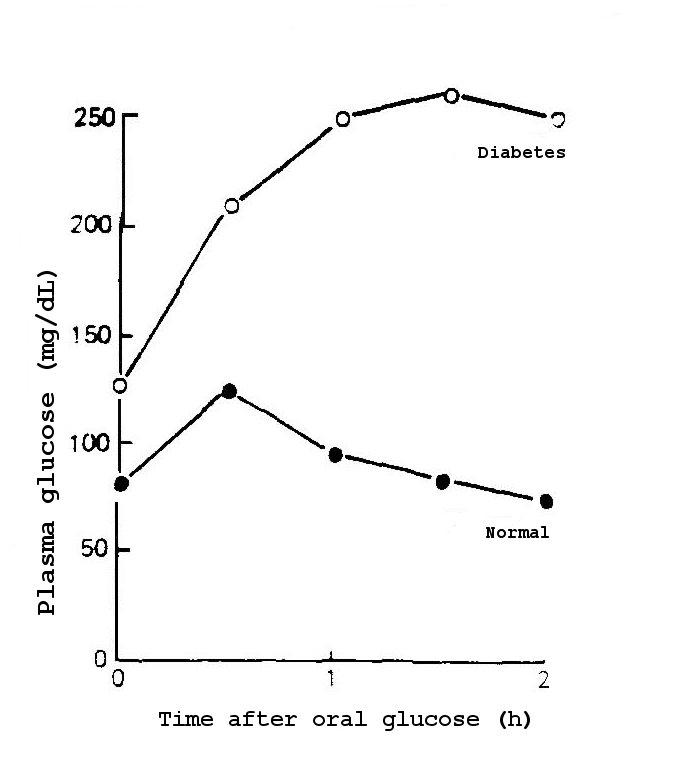 250
200
150
100
50
0
Plasma glucose (mg/dL)
Diabetes
Normal
0 1 2
Time after oral glucose (h)